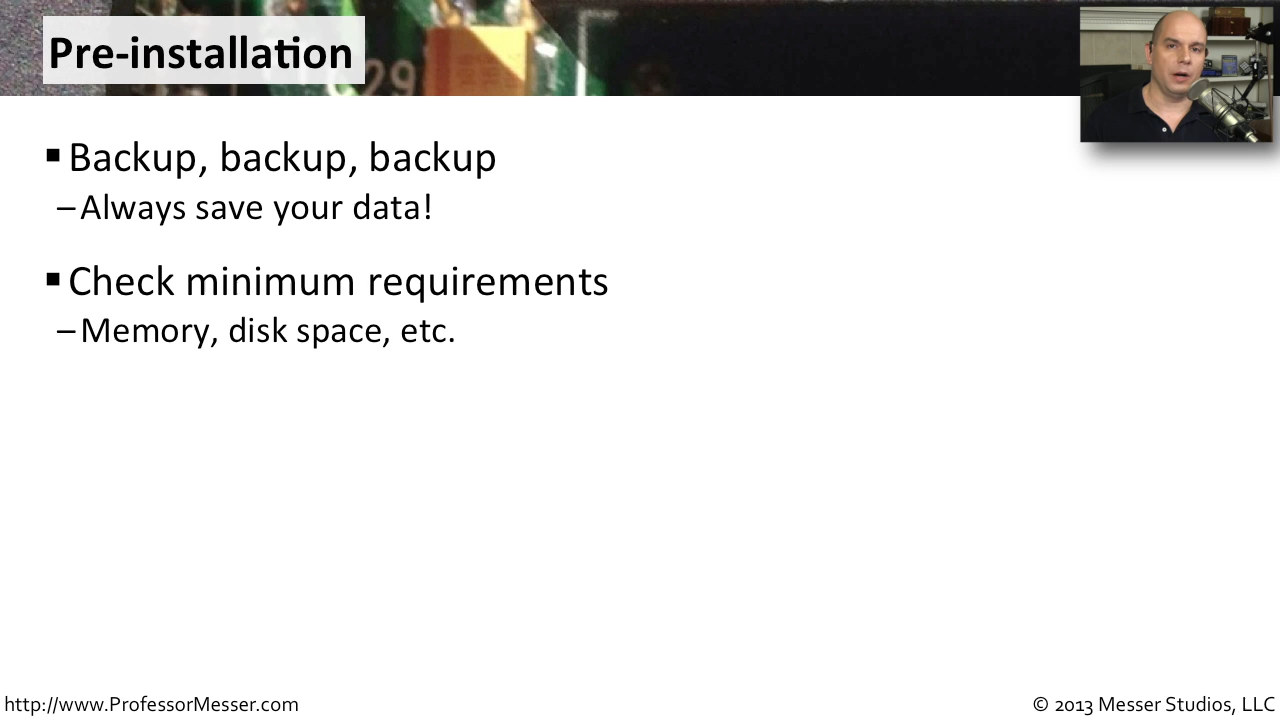 Pre-installation
29
▪ Backup, backup, backup
– Always save your data!
▪ Check minimum requirements
– Memory, disk space, etc.
http://www.ProfessorMesser.com
© 2013 Messer Studios, LLC